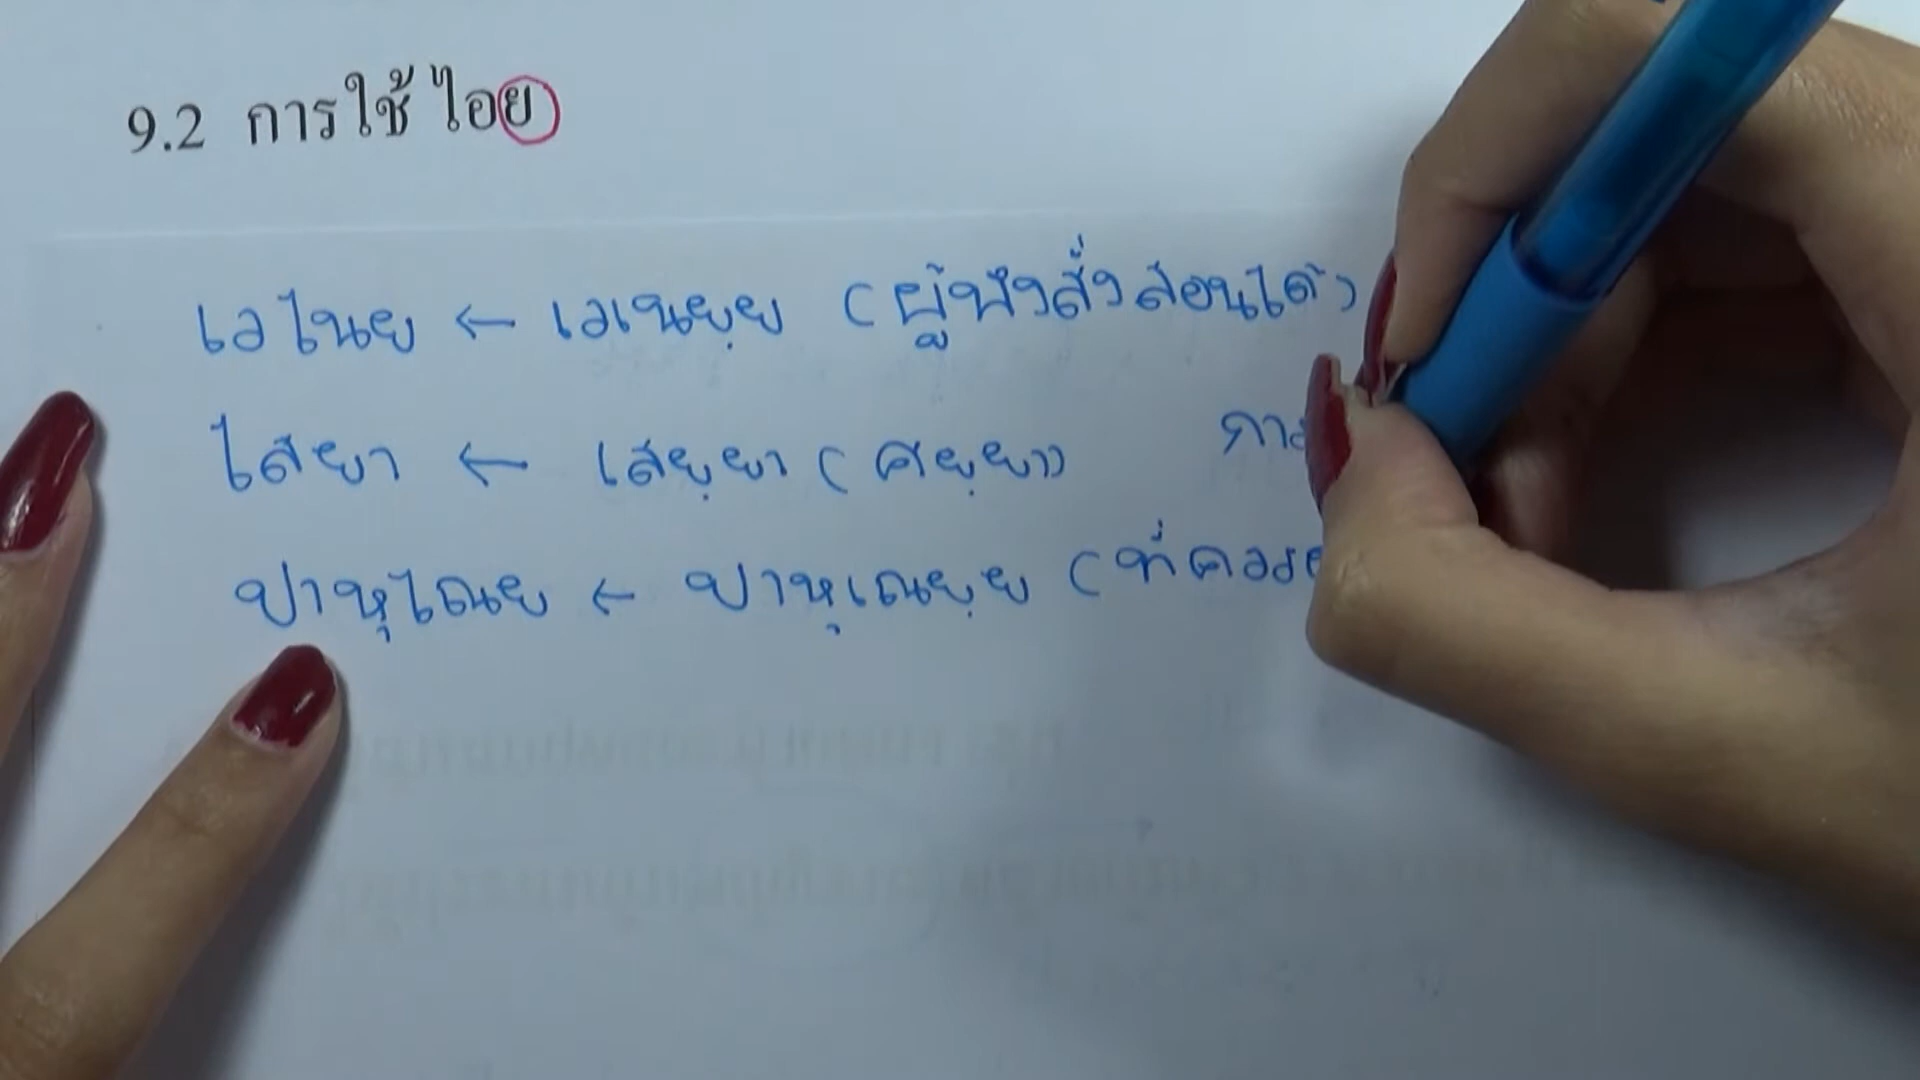 9.2 การใช้ ไอย
เวไนย ← เวเนยฺย (ผู้พึงสั่งสอนได้)
ไสยา ← เสยฺยา (ศยฺยา)
ปาหุไณย ← ปาหุเณยฺย (ที่ควร